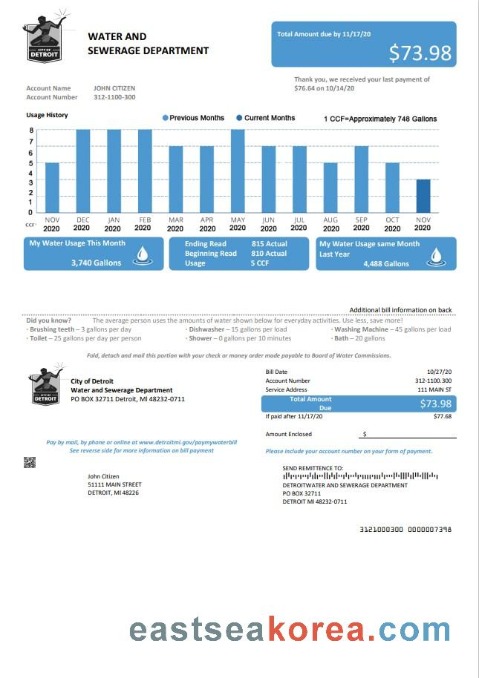 DETROIT
WATER AND
SEWERAGE DEPARTMENT
Total Amount due by 11/17/20
$73.98
Thank you, we received your last payment of
$76.64 on 10/14/20
Account Name JOHN CITIZEN
Account Number 312-1100-300
Usage History
Previous Months Current Months 1 CCF=Approximately 748 Gallons
8
7
6
5
4
3
2
1
0
CCF
NOV 2020 DEC 2020 JAN 2020 FEB 2020 MAR 2020 APR 2020 MAY 2020 JUN 2020 JUL 2020 AUG 2020 SEP 2020 OCT 2020 NOV 2020
My Water Usage This Month
3,740 Gallons
Ending Read 815 Actual
Beginning Read 810 Actual
Usage 5 CCF
My Water Usage same Month
Last Year
4,488 Gallons
Additional bill information on back
Did you know? The average person uses the amounts of water shown below for everyday activities. Use less, save more!
· Brushing teeth – 3 gallons per day · Dishwasher – 15 gallons per load · Washing Machine – 45 gallons per load
· Toilet – 25 gallons per day per person · Shower – 0 gallons per 10 minutes · Bath – 20 gallons
Fold, detach and mail this portion with your check or money order made payable to Board of Water Commissions.
DETROIT
City of Detroit
Water and Sewerage Department
PO BOX 32711 Detroit, MI 48232-0711
Bill Date 10/27/20
Account Number 312-1100.300
Service Address 111 MAIN ST
Total Amount
Due
$73.98
If paid after 11/17/20 $77.68
Amount Enclosed $
Pay by mail, by phone or online at www.detroitmi.gov/paymywaterbill
See reverse side for more information on bill payment
Please include your account number on your form of payment.
John Citizen
51111 MAIN STREET
DETROIT, MI 48226
SEND REMITTENCE TO:
DETROITWATER AND SEWERAGE DEPARTMENT
PO BOX 32711
DETROIT MI 48232-0711
3121000300 0000007398
eastseakorea.com